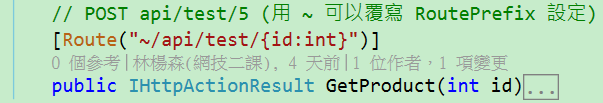 // POST api/test/5 (用 ~ 可以覆寫 RoutePrefix 設定)
[Route("~/api/test/{id:int}")]
0 個參考|林楊森(網技二課), 4 天前|1 位作者，1 項變更
public IHttpActionResult GetProduct(int id)...